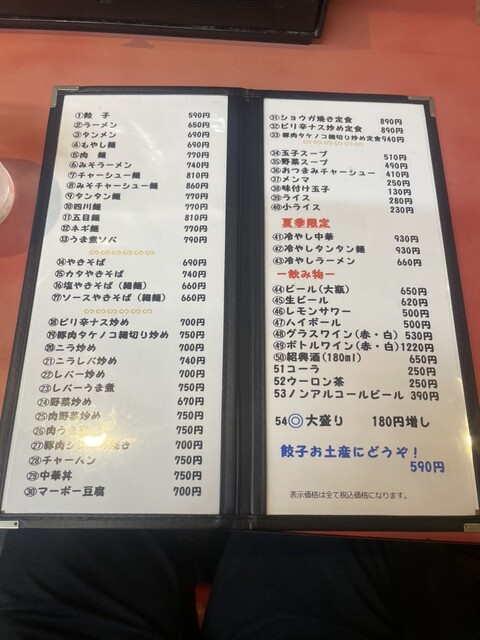 ①餃 子 590円
②ラーメン 650円
③タンメン 690円
④もやし麺 690円
⑤肉 麺 770円
⑥みそラーメン 740円
⑦チャーシュー麺 810円
⑧みそチャーシュー麺 860円
⑨タンタン麺 770円
⑩四川麺 770円
⑪五目麺 810円
⑫ネギ麺 770円
⑬うま煮ソバ 790円
⑭やき川そば 690円
⑮カタやきそば 740円
⑯塩やきそば(細麺) 660円
⑰ソースやきそば(細麺) 660円
⑱ピリ辛ナス炒め 700円
⑲豚肉タケノコ細切り炒め 750円
⑳ニラ炒め 700円
㉑ニラレバ炒め 740円
㉒レバー炒め 700円
㉓レバーうま煮 750円
㉔野菜炒め 670円
㉕肉野菜炒め 750円
㉖肉うま 750円
㉗豚肉 焼き 700円
㉘チャーハン 750円
㉙中華丼 750円
㉚マーボー豆腐 700円
㉛ショウガ焼き定食 890円
㉜ピリ辛ナス炒め定食 890円
㉝豚肉タケノコ細切り炒め定食940円
㉞玉子スープ 510円
㉟野菜スープ 490円
㊱おつまみチャーシュー 410円
㊲メンマ 250円
㊳味付け玉子 130円
㊴ライス 280円
㊵小ライス 230円
夏季限定
㊶冷やし中華 930円
㊷冷やしタンタン麺 930円
㊸冷やしラーメン 660円
ー飲み物ー
㊹ビール(大瓶) 650円
㊺生ビール 620円
㊻レモンサワー 500円
㊼ハイボール 500円
㊽グラスワイン(赤・白) 530円
㊾ボトルワイン(赤・白)1220円
㊿紹興酒(180ml) 650円
51コーラ 250円
52ウーロン茶 250円
53ノンアルコールビール 390円
54◎大盛り 180円増し
餃子お土産にどうぞ!
590円
表示価格は全て税込価格になります。